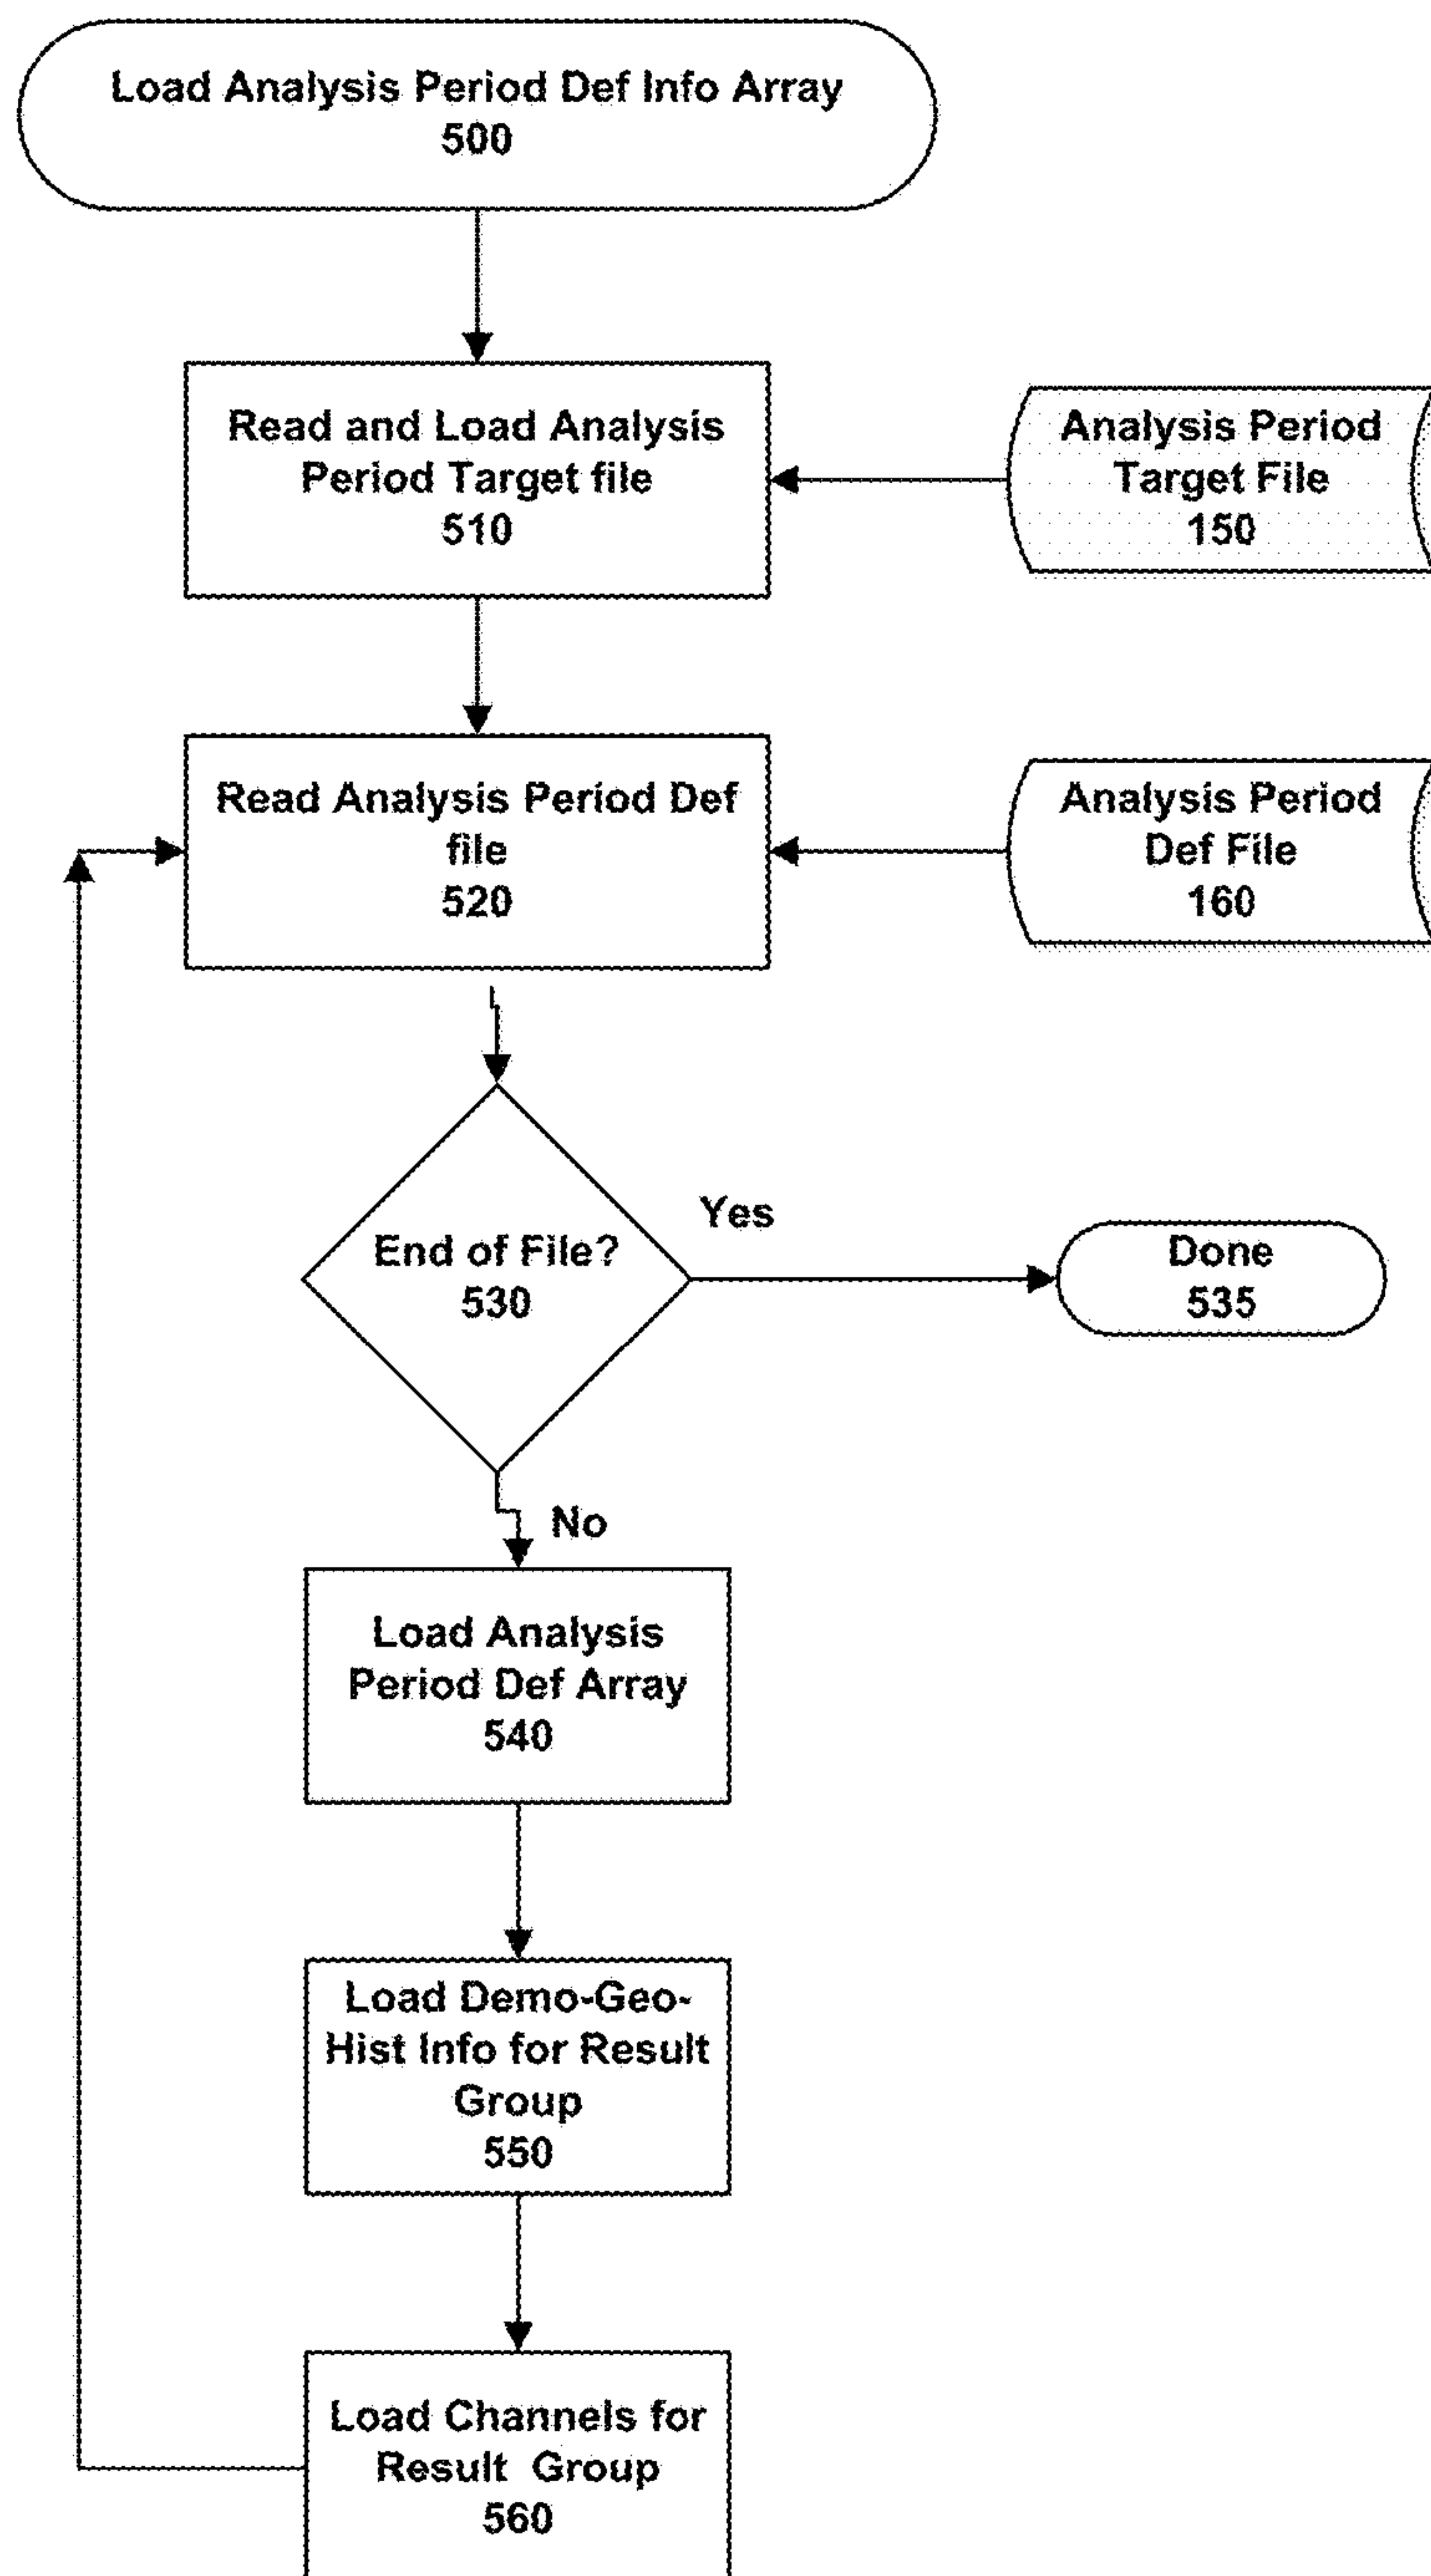 Load Analysis Period Def Info Array
500
Read and Load Analysis
Period Target file
510
Analysis Period
Target File
150
Read Analysis Period Def
file
520
Analysis Period
Def File
160
End of File?
530
Yes
Done
535
No
Load Analysis
Period Def Array
540
Load Demo-Geo-
Hist Info for Result
Group
550
Load Channels for
Result Group
560